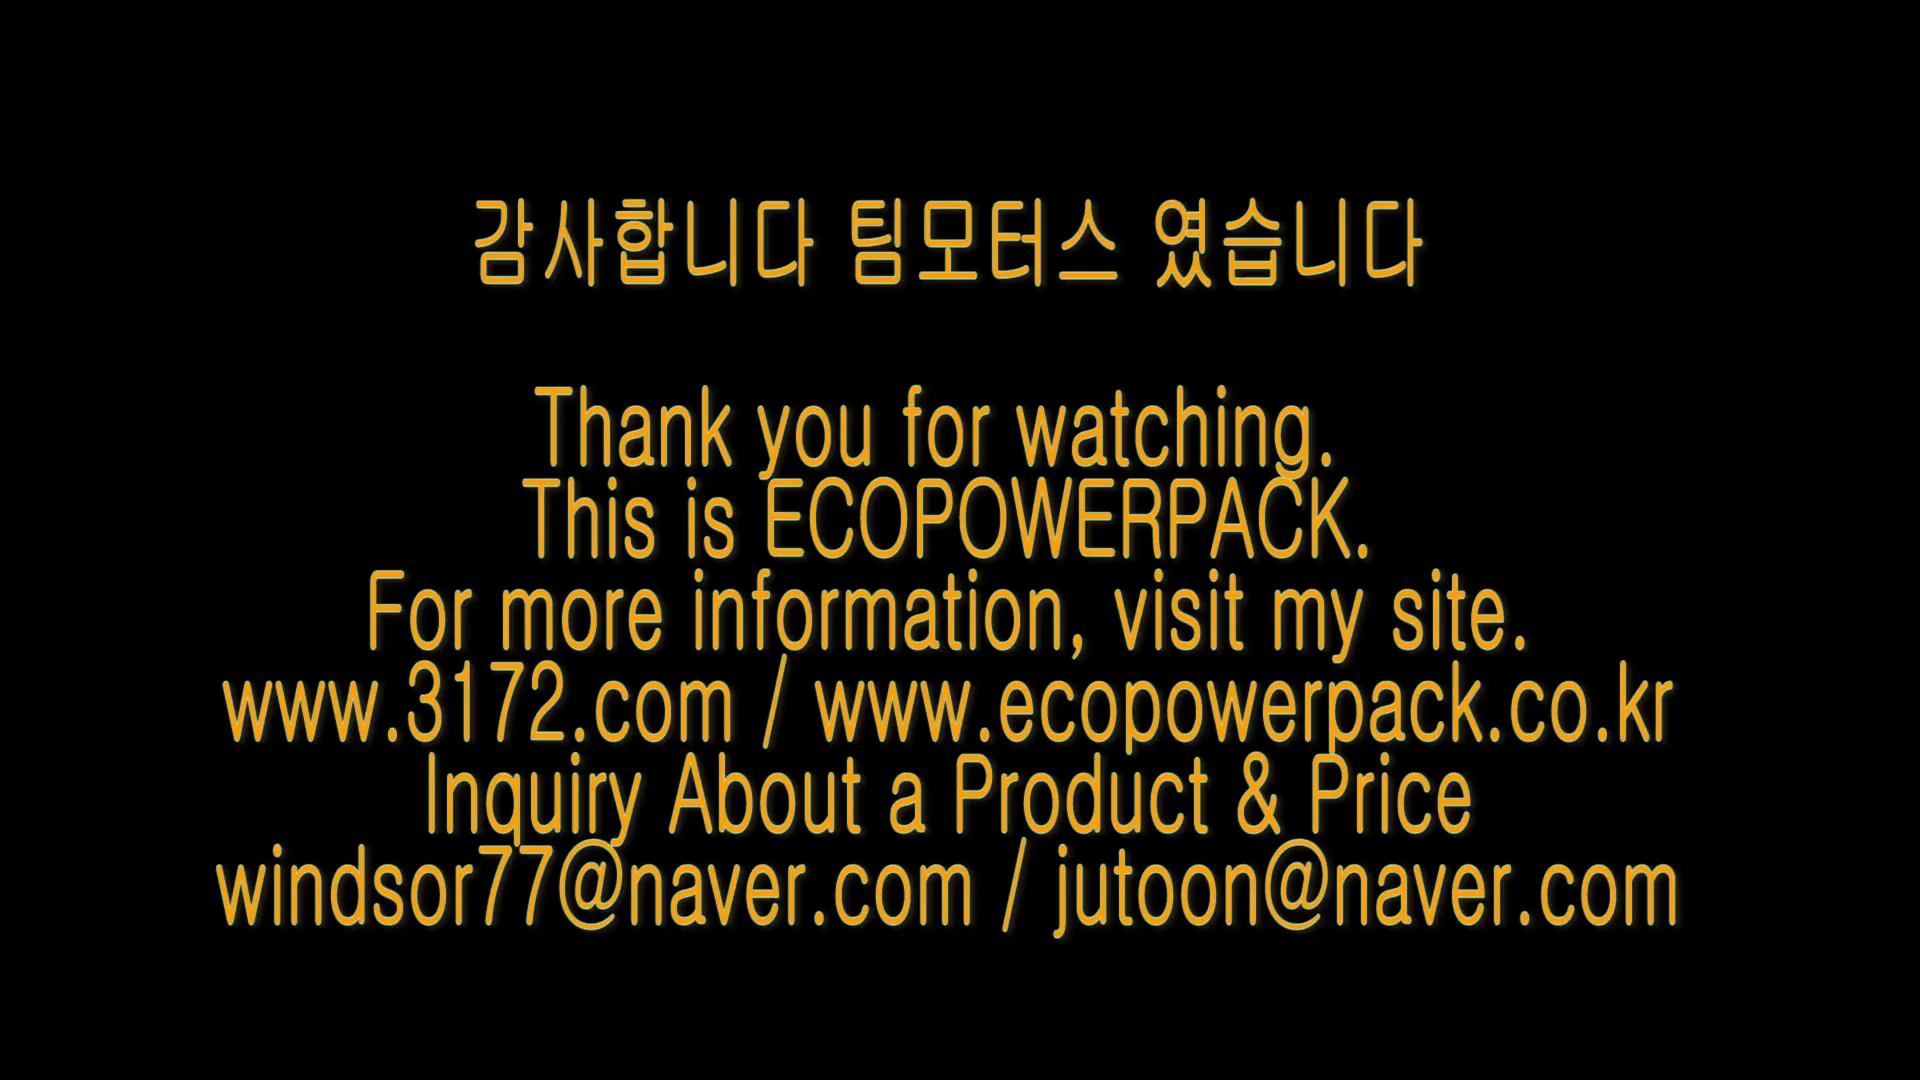 감사합니다 팀모터스 였습니다
Thank you for watching.
This is ECOPOWERPACK.
For more information, visit my site.
www.3172.com / www.ecopowerpack.co.kr
Inquiry About a Product & Price
windsor77@naver.com / jutoon@naver.com